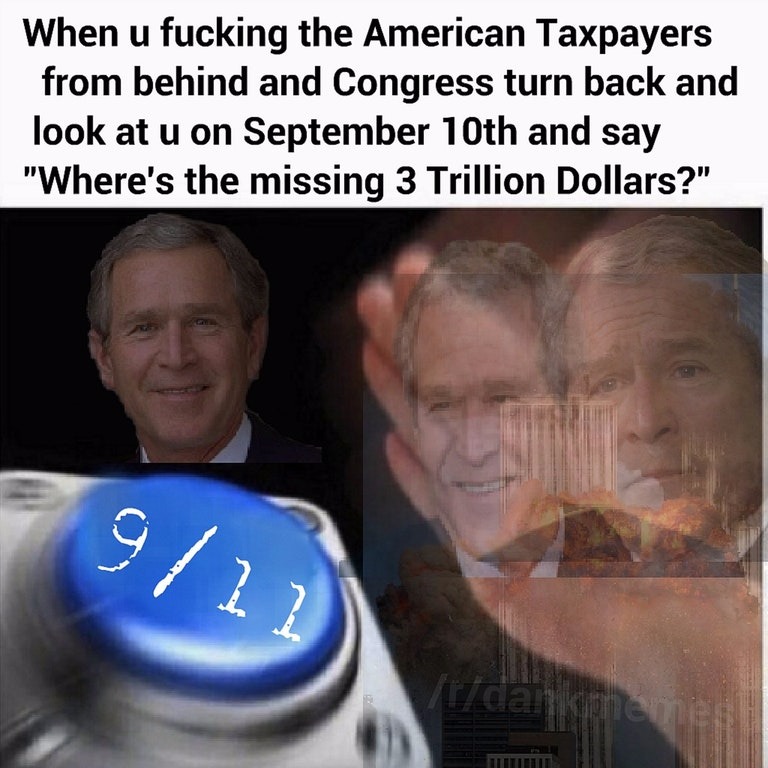 When u fucking the American Taxpayers
from behind and Congress turn back and
look at u on September 10th and say
"Where's the missing 3 Trillion Dollars?"
9/11
/r/dankmemes